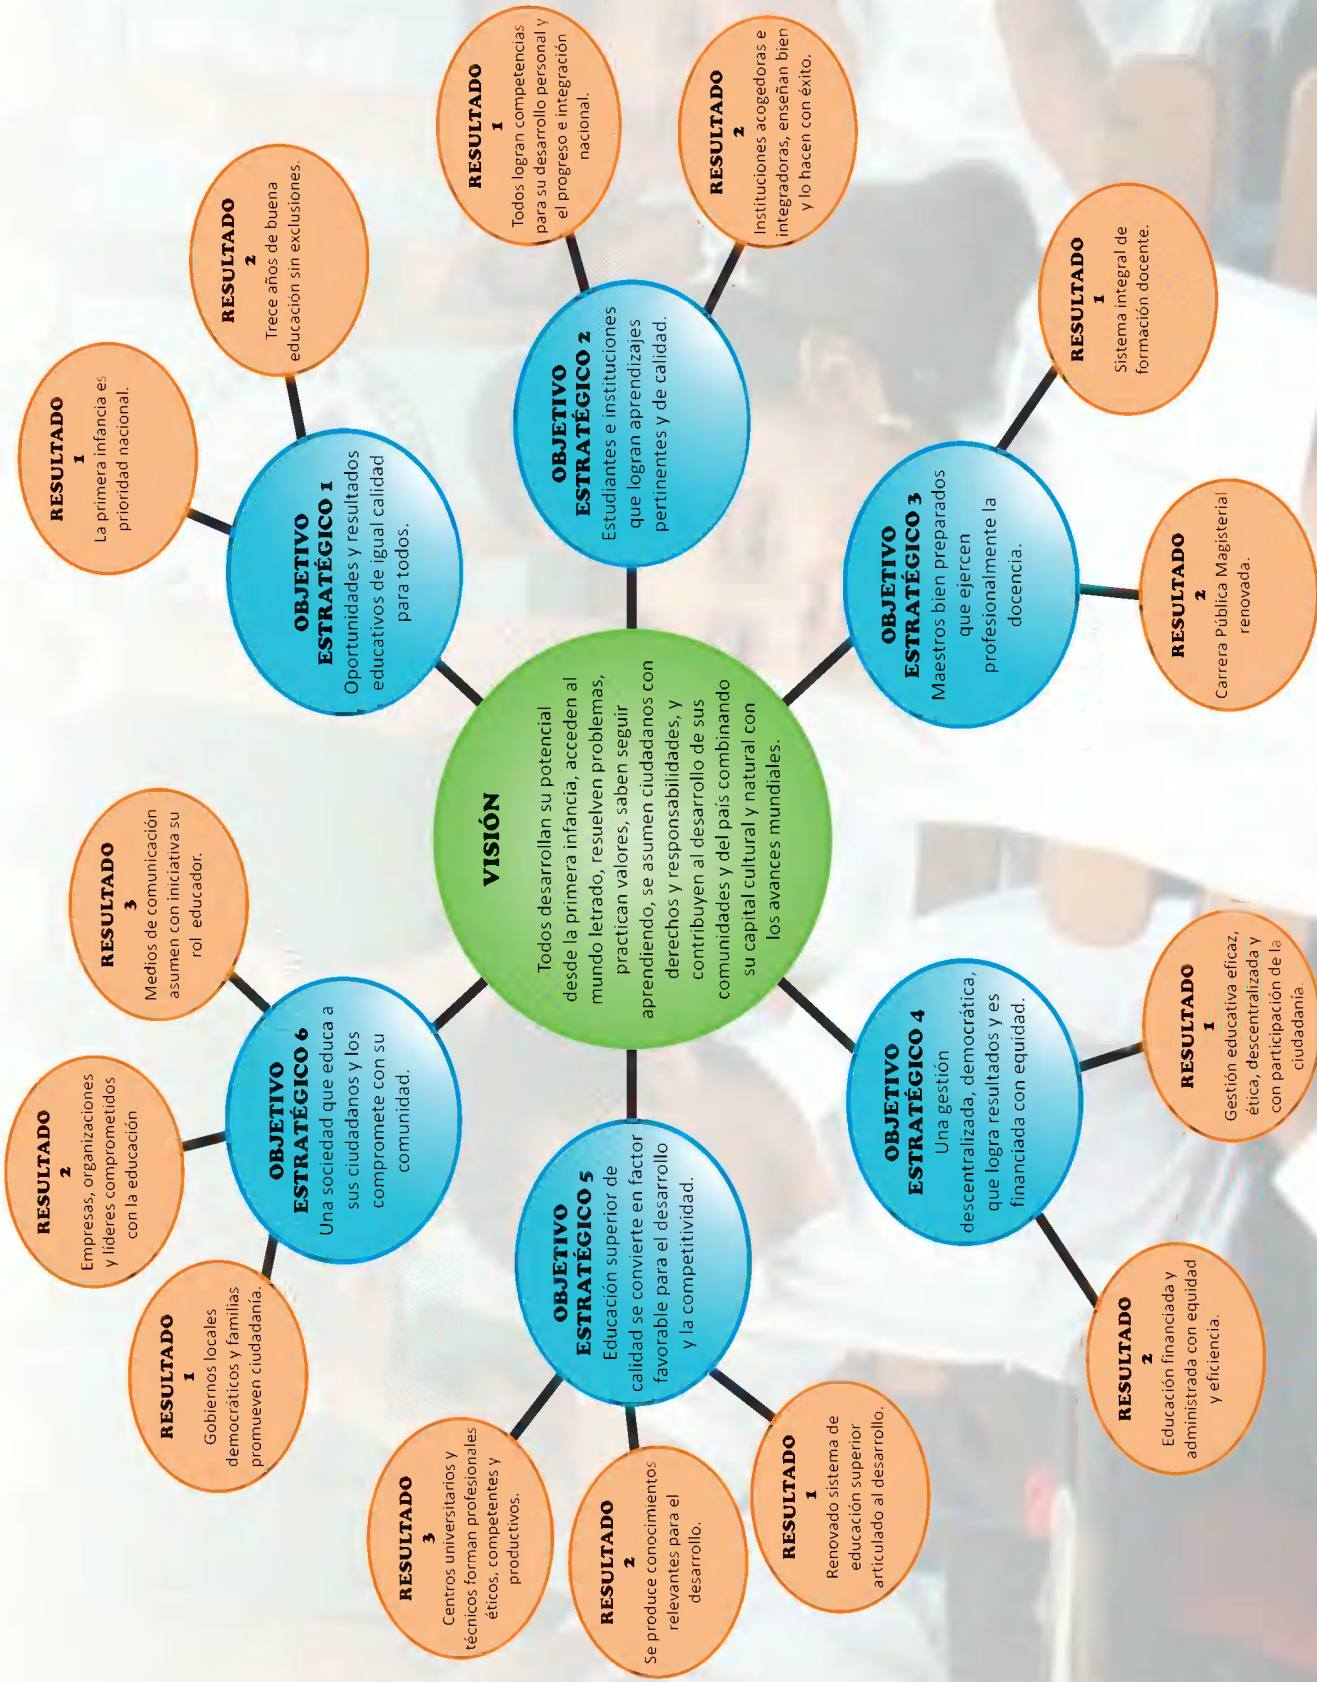 VISIÓN
Todos desarrollan su potencial
desde la primera infancia, acceden al
mundo letrado, resuelven problemas,
practican valores, saben seguir
aprendiendo, se asumen ciudadanos con
derechos y responsabilidades, y
contribuyen al desarrollo de sus
comunidades y del país combinando
su capital cultural y natural con
los avances mundiales.
OBJETIVO
ESTRATÉGICO 1
Oportunidades y resultados
educativos de igual calidad
para todos.
RESULTADO
1
La primera infancia es
prioridad nacional.
RESULTADO
2
Trece años de buena
educación sin exclusiones.
OBJETIVO
ESTRATÉGICO 2
Estudiantes e instituciones
que logran aprendizajes
pertinentes y de calidad.
RESULTADO
1
Todos logran competencias
para su desarrollo personal y
el progreso e integración
nacional.
RESULTADO
2
Instituciones acogedoras e
integradoras, enseñan bien
y lo hacen con éxito.
OBJETIVO
ESTRATÉGICO 3
Maestros bien preparados
que ejercen
profesionalmente la
docencia.
RESULTADO
1
Sistema integral de
formación docente.
RESULTADO
2
Carrera Pública Magisterial
renovada.
OBJETIVO
ESTRATÉGICO 4
Una gestión
descentralizada, democrática,
que logra resultados y es
financiada con equidad.
RESULTADO
1
Gestión educativa eficaz,
ética, descentralizada y
con participación de la
ciudadanía.
RESULTADO
2
Educación financiada y
administrada con equidad
y eficiencia.
OBJETIVO
ESTRATÉGICO 5
Educación superior de
calidad se convierte en factor
favorable para el desarrollo
y la competitividad.
RESULTADO
1
Renovado sistema de
educación superior
articulado al desarrollo.
RESULTADO
2
Se produce conocimientos
relevantes para el
desarrollo.
RESULTADO
3
Centros universitarios y
técnicos forman profesionales
éticos, competentes y
productivos.
OBJETIVO
ESTRATÉGICO 6
Una sociedad que educa a
sus ciudadanos y los
compromete con su
comunidad.
RESULTADO
1
Gobiernos locales
democráticos y familias
promueven ciudadanía.
RESULTADO
2
Empresas, organizaciones
y líderes comprometidos
con la educación
RESULTADO
3
Medios de comunicación
asumen con iniciativa su
rol educador.